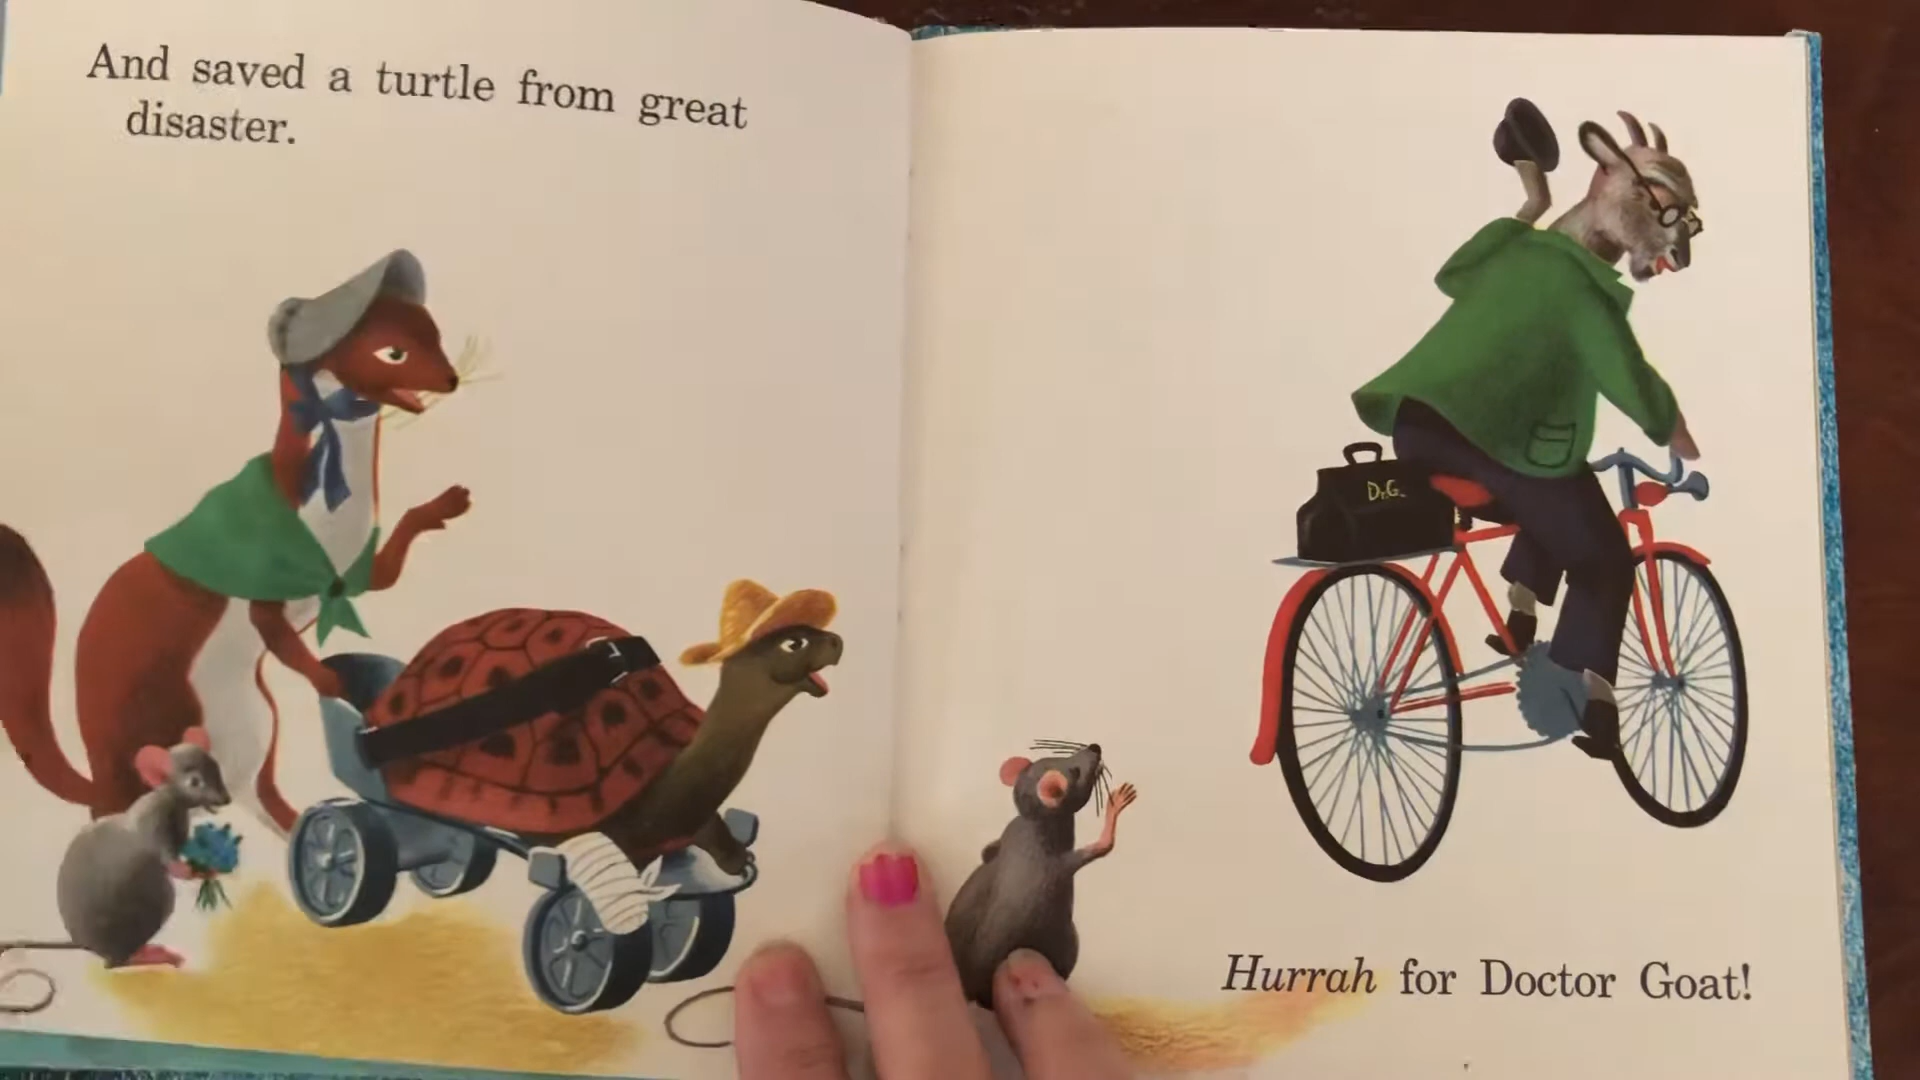 And saved a turtle from great
disaster.
Dr.G.
Hurrah for Doctor Goat!